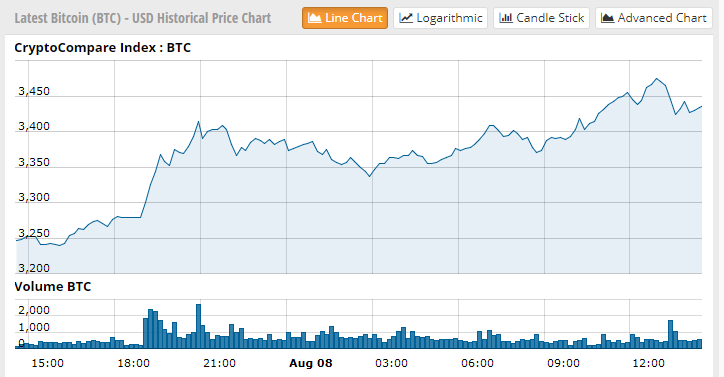 Latest Bitcoin (BTC) - USD Historical Price Chart
Line Chart
Logarithmic
Candle Stick
Advanced Chart
CryptoCompare Index : BTC
3,450
3,400
3,350
3,300
3,250
3,200
Volume BTC
2,000
1,000
0
15:00 18:00 21:00 Aug 08 03:00 06:00 09:00 12:00